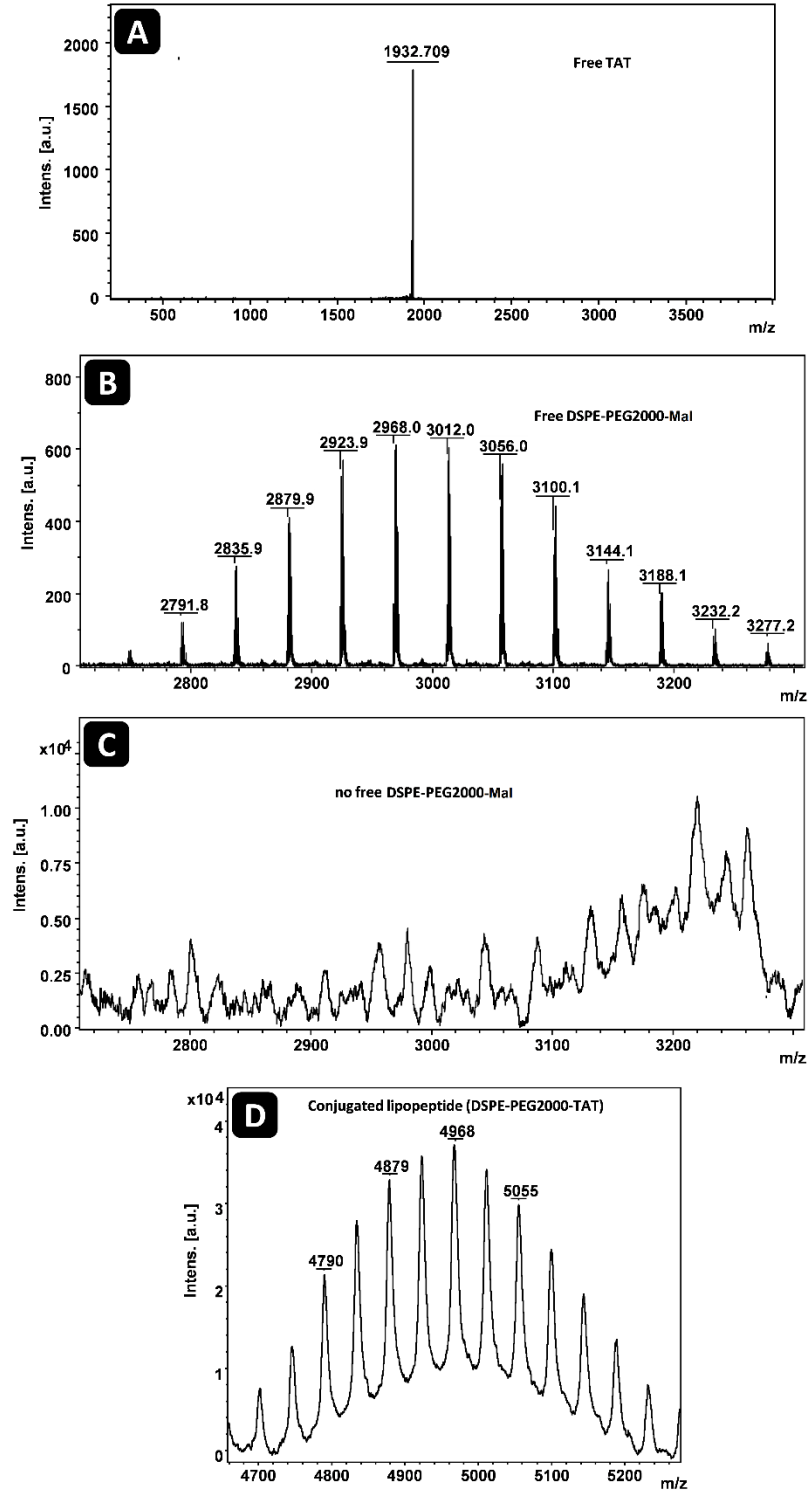 A
1932.709
Free TAT
2000
1500
1000
500
0
Intens. [a.u.]
500 1000 1500 2000 2500 3000 3500
m/z
B
Free DSPE-PEG2000-Mal
800
600
400
200
0
Intens. [a.u.]
2791.8
2835.9
2879.9
2923.9
2968.0
3012.0
3056.0
3100.1
3144.1
3188.1
3232.2
3277.2
2800 2900 3000 3100 3200
m/z
C
x10⁴
no free DSPE-PEG2000-Mal
1.00
0.75
0.50
0.25
0.00
Intens. [a.u.]
2800 2900 3000 3100 3200
m/z
D
x10⁴
Conjugated lipopeptide (DSPE-PEG2000-TAT)
4
3
2
1
0
Intens. [a.u.]
4790
4879
4968
5055
4700 4800 4900 5000 5100 5200
m/z